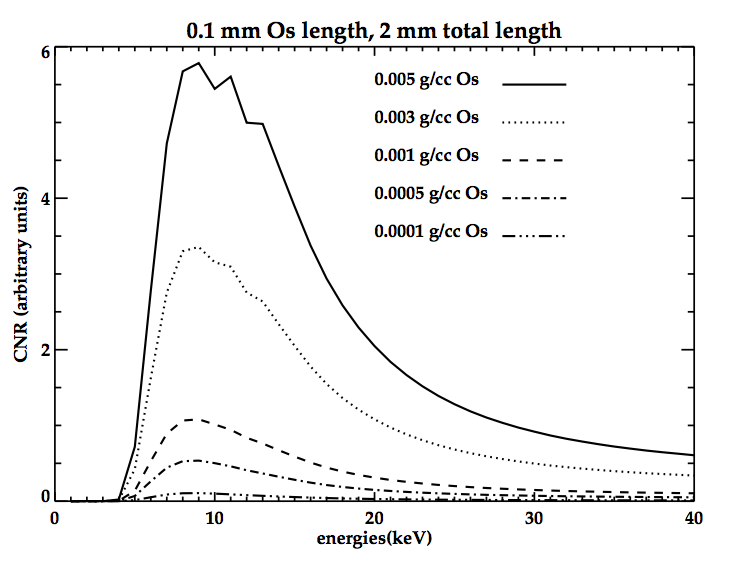 0.1 mm Os length, 2 mm total length
6
4
2
0
CNR (arbitrary units)
0.005 g/cc Os
0.003 g/cc Os
0.001 g/cc Os
0.0005 g/cc Os
0.0001 g/cc Os
0
10
20
30
40
energies(keV)